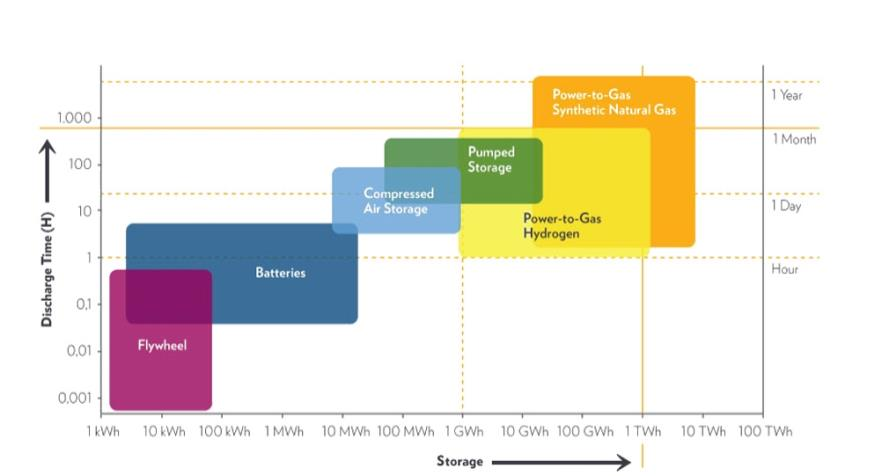 Power-to-Gas
Synthetic Natural Gas
1 Year
1.000
1 Month
Pumped
Storage
100
Compressed
Air Storage
1 Day
10
Power-to-Gas
Hydrogen
1
Hour
Batteries
0,1
Flywheel
0,01
0,001
Discharge Time (H)
1 kWh 10 kWh 100 kWh 1 MWh 10 MWh 100 MWh 1 GWh 10 GWh 100 GWh 1 TWh 10 TWh 100 TWh
Storage